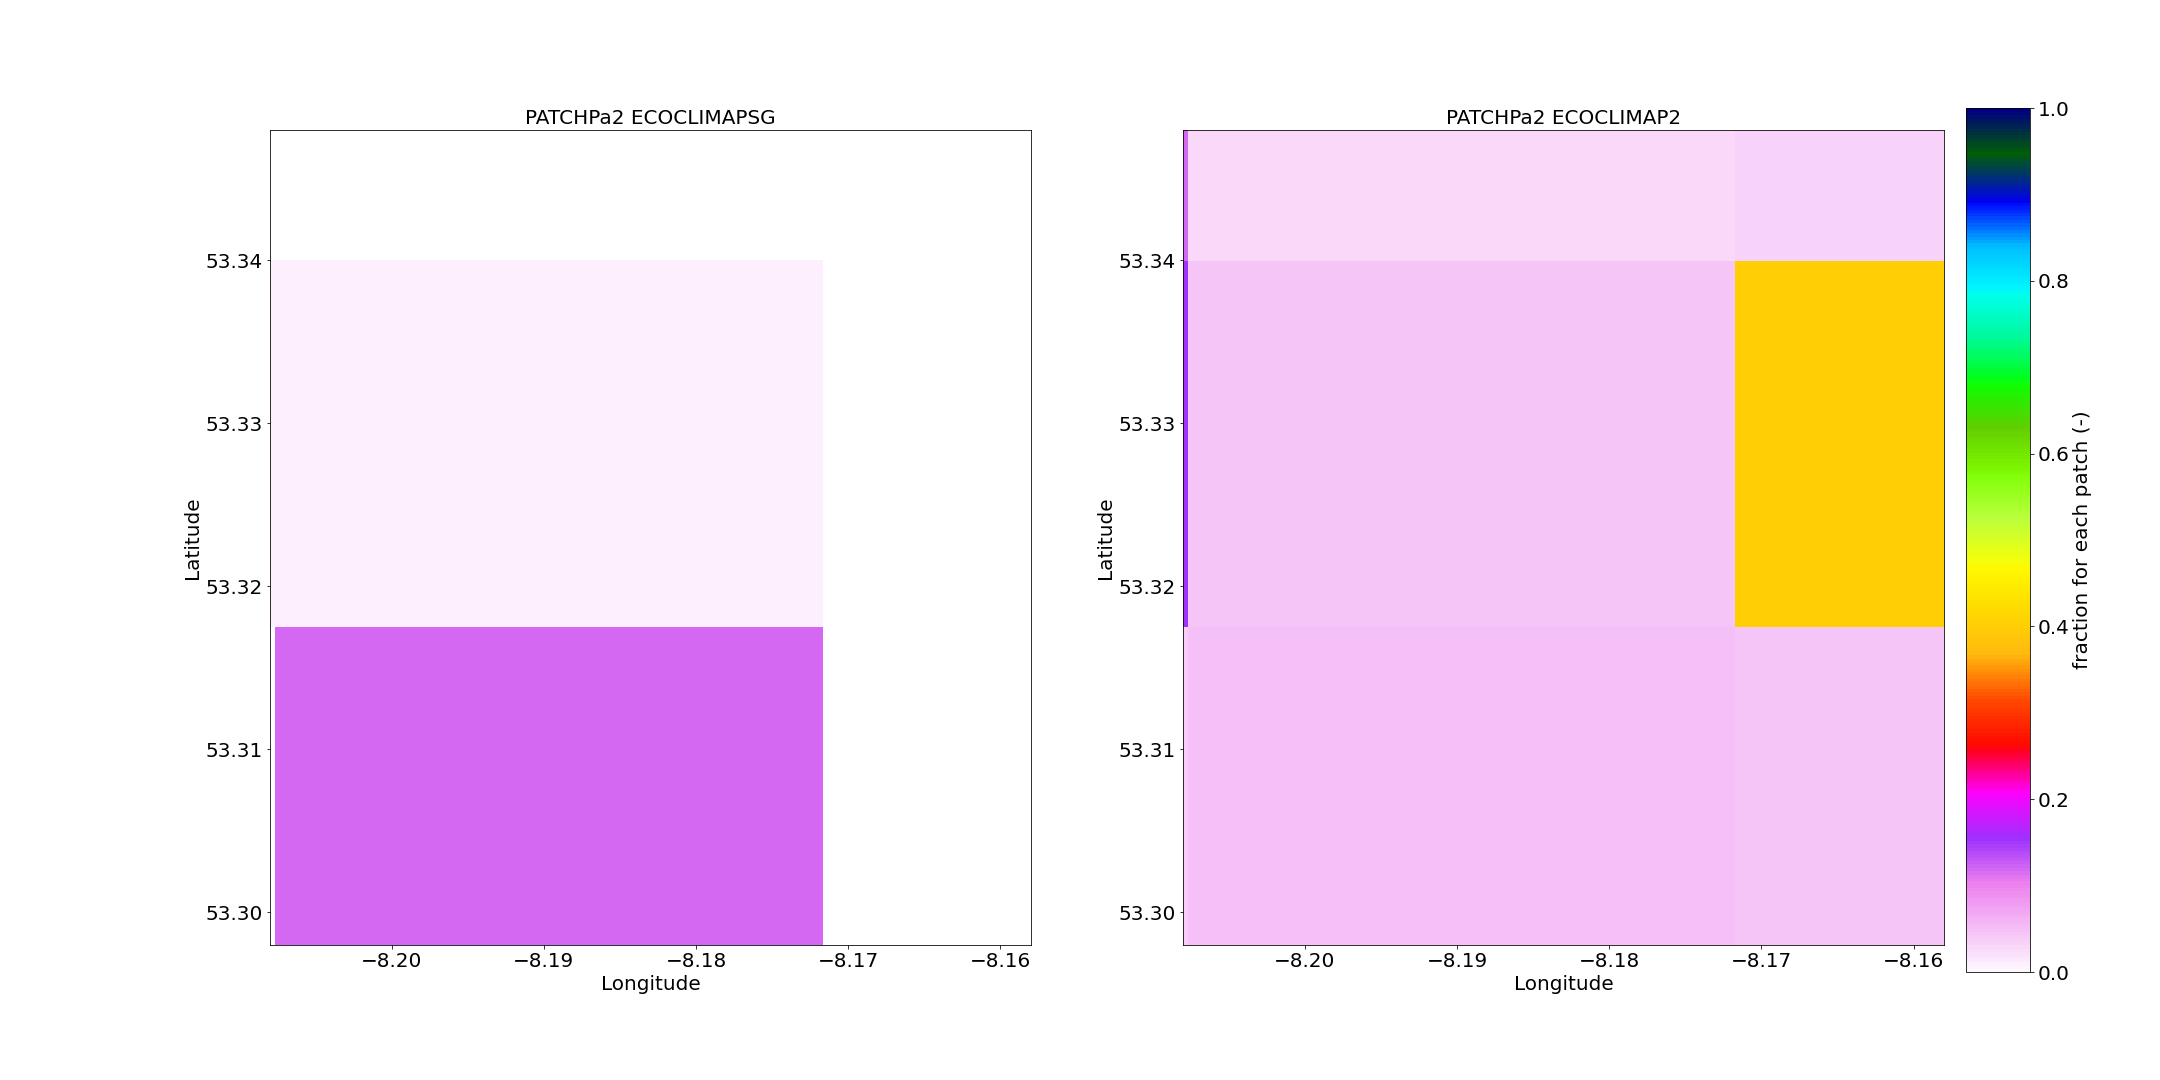 PATCHPa2 ECOCLIMAPSG
Latitude
53.34
53.33
53.32
53.31
53.30
−8.20 −8.19 −8.18 −8.17 −8.16
Longitude
PATCHPa2 ECOCLIMAP2
Latitude
53.34
53.33
53.32
53.31
53.30
−8.20 −8.19 −8.18 −8.17 −8.16
Longitude
1.0
0.8
0.6
0.4
0.2
0.0
fraction for each patch (-)